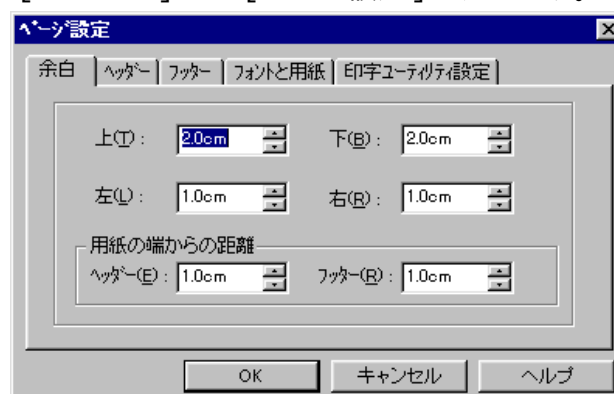 ページ設定
余白 ヘッダー フッター フォントと用紙 印字ユーティリティ設定
上(T): 2.0cm 下(B): 2.0cm
左(L): 1.0cm 右(R): 1.0cm
用紙の端からの距離
ヘッダー(E): 1.0cm フッター(R): 1.0cm
OK キャンセル ヘルプ